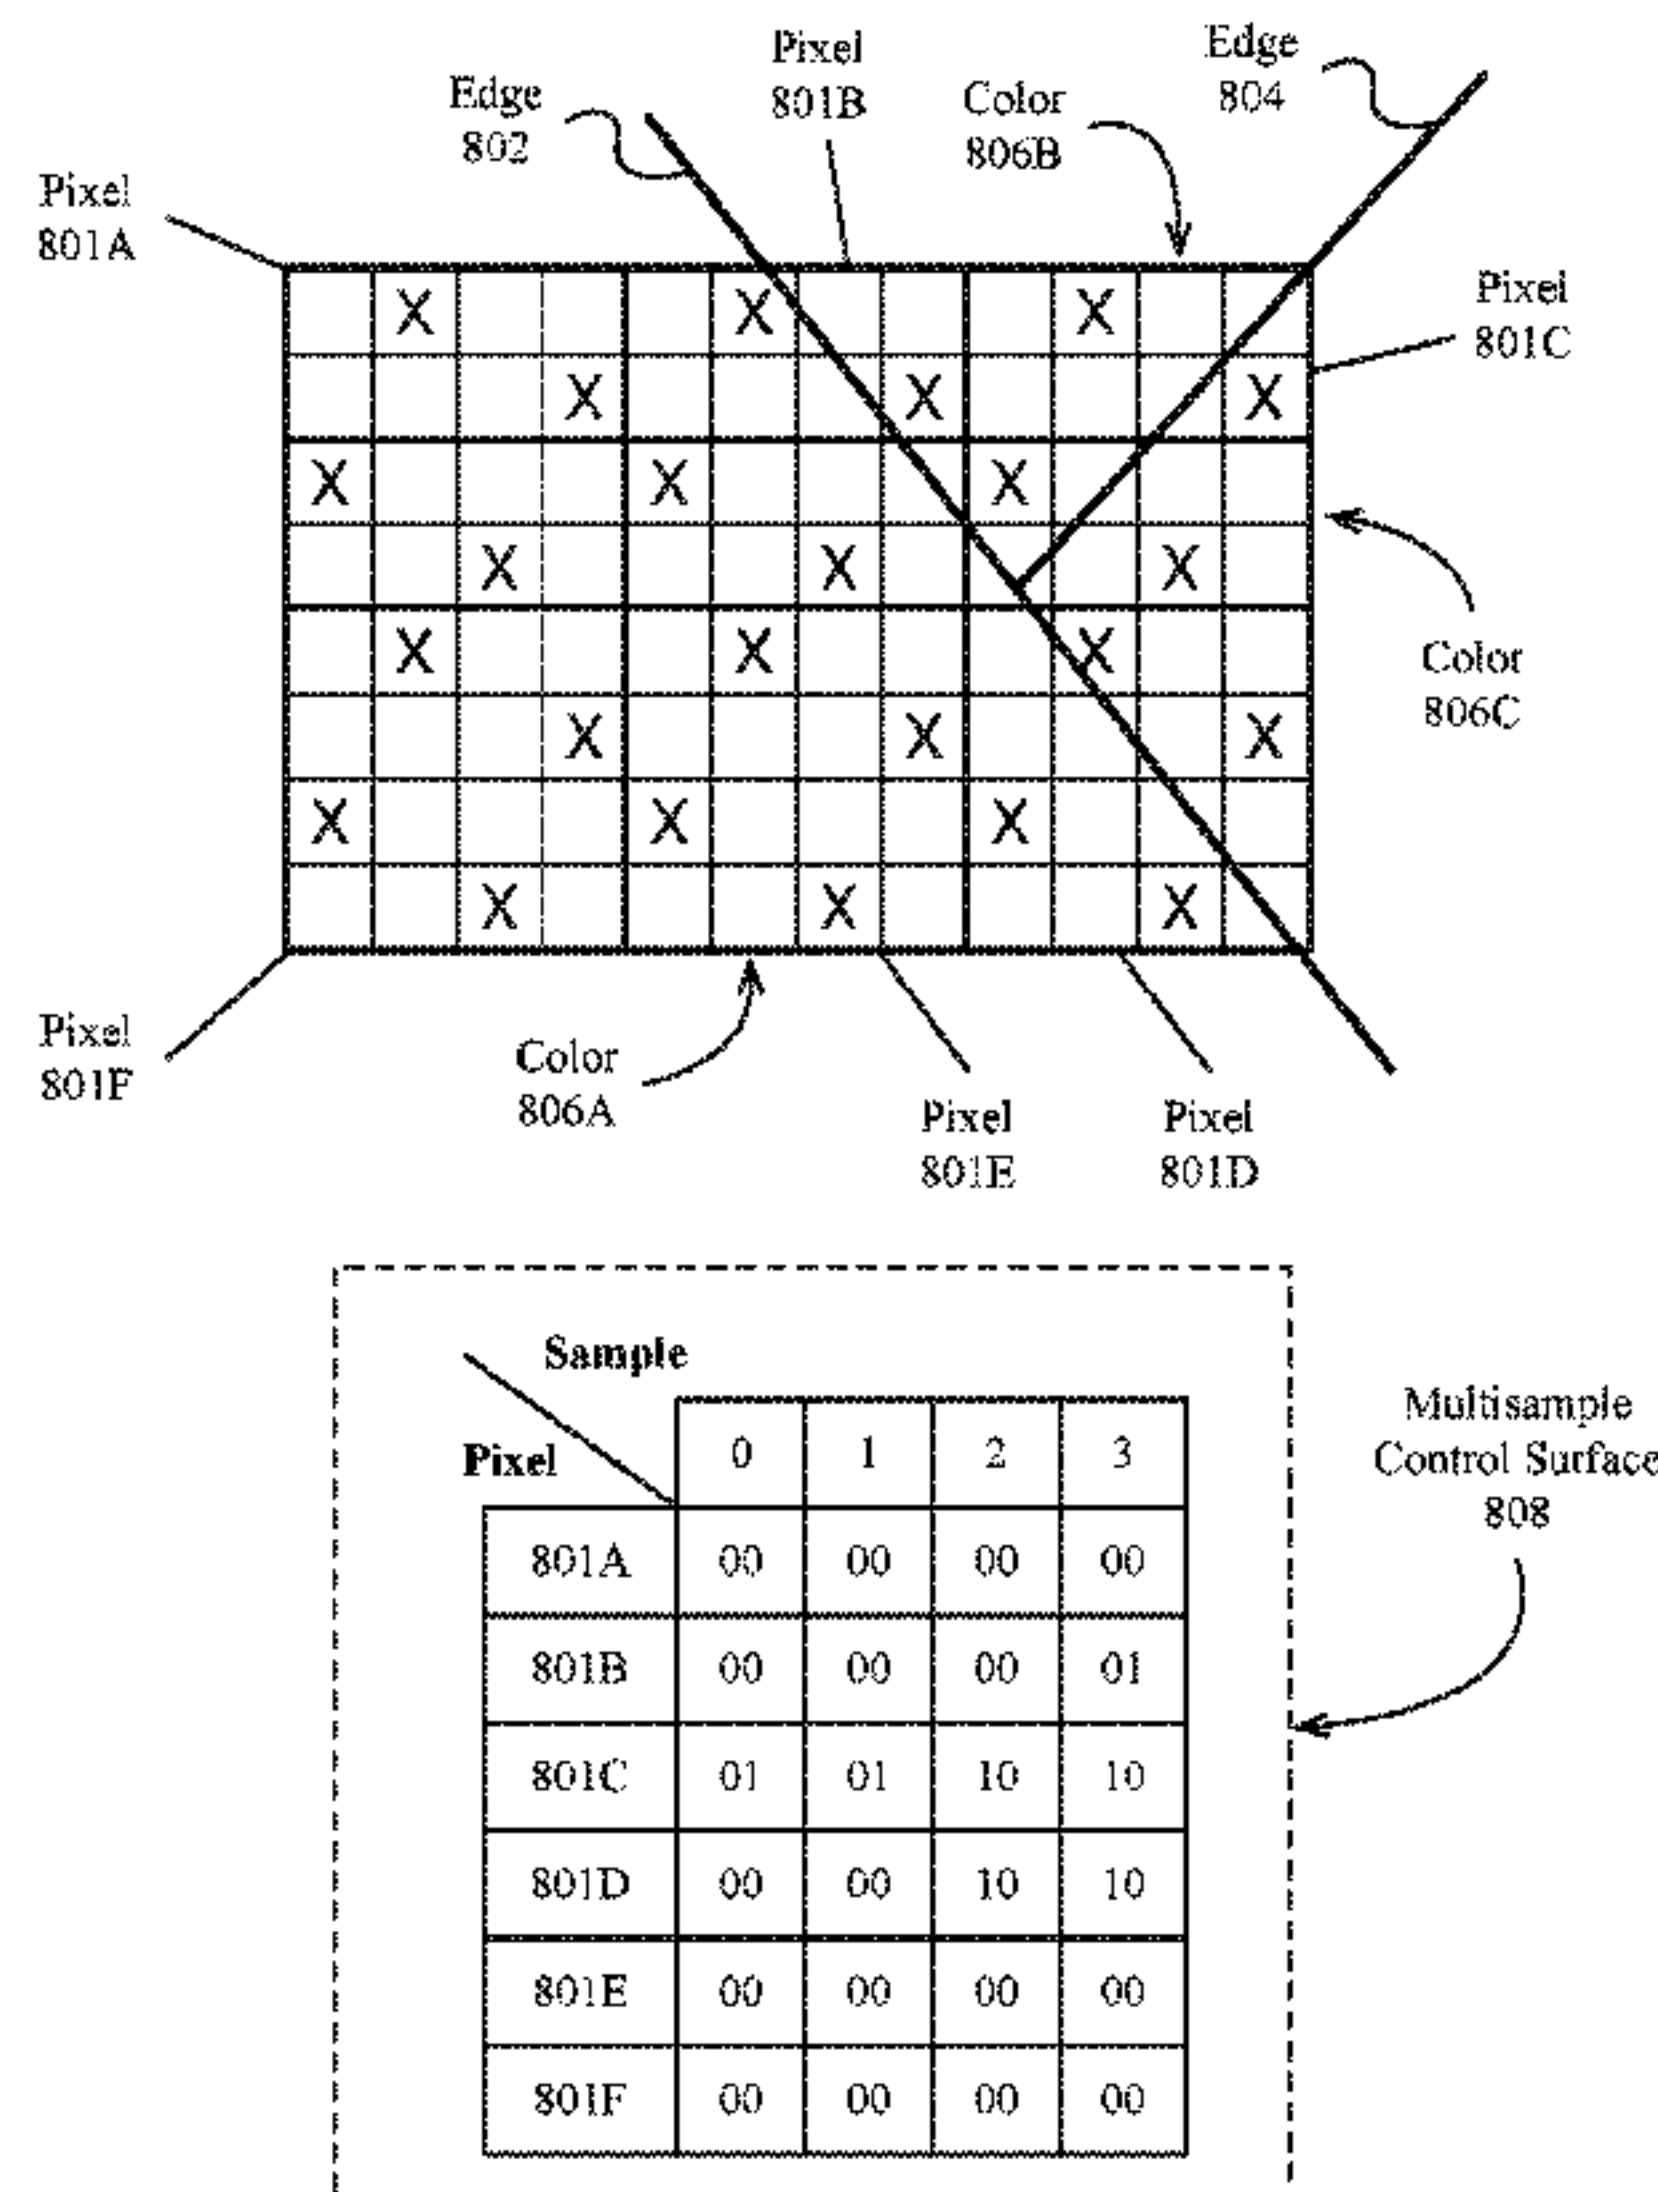 Pixel
801B
Edge
804
Edge
802
Color
806B
Pixel
801A
Pixel
801C
X X X
X X X
X X X
X X X
X X X
X X X
X X X
X X X
Color
806C
Pixel
801F
Color
806A
Pixel
801E
Pixel
801D
Sample
Pixel
0 1 2 3
801A 00 00 00 00
801B 00 00 00 01
801C 01 01 10 10
801D 00 00 10 10
801E 00 00 00 00
801F 00 00 00 00
Multisample
Control Surface
808